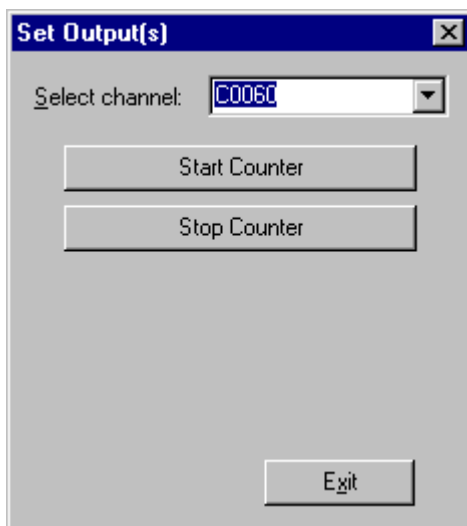 Set Output(s)
Select channel: C0060
Start Counter
Stop Counter
Exit